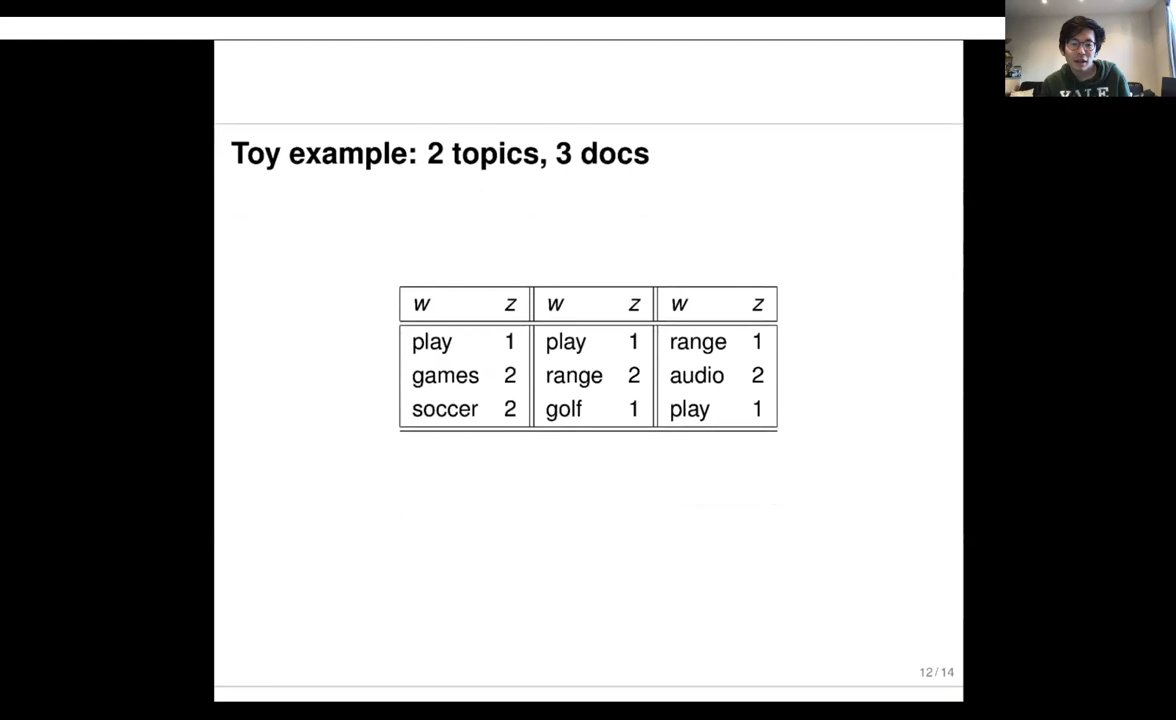 YALE
Toy example: 2 topics, 3 docs
w z w z w z
play 1 play 1 range 1
games 2 range 2 audio 2
soccer 2 golf 1 play 1
12/14